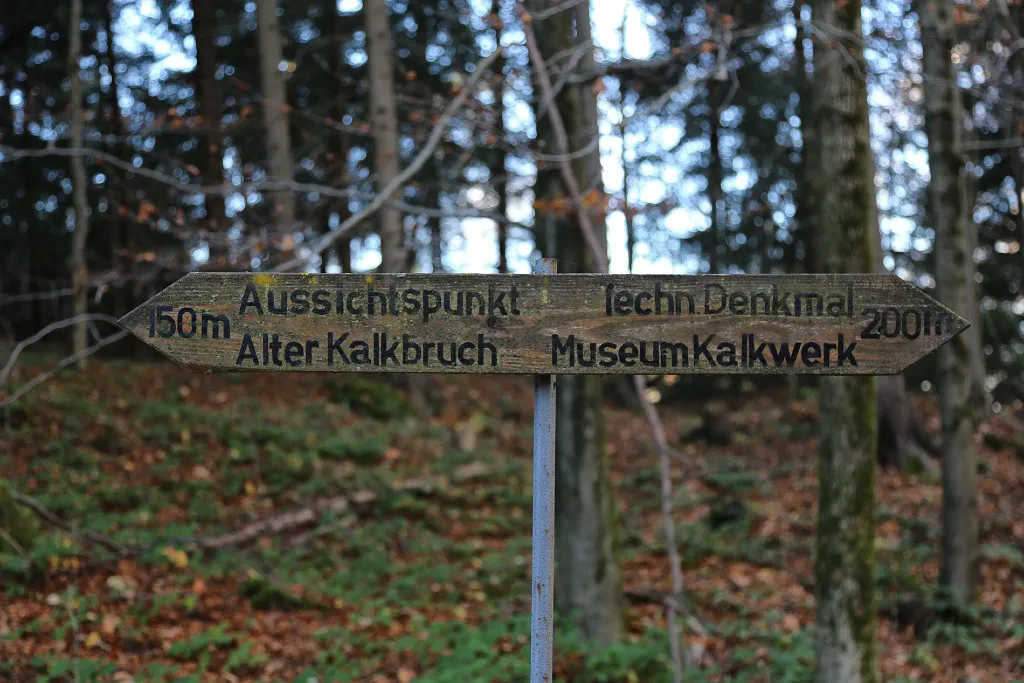 150m Aussichtspunkt
Alter Kalkbruch
Techn. Denkmal 200m
Museum Kalkwerk